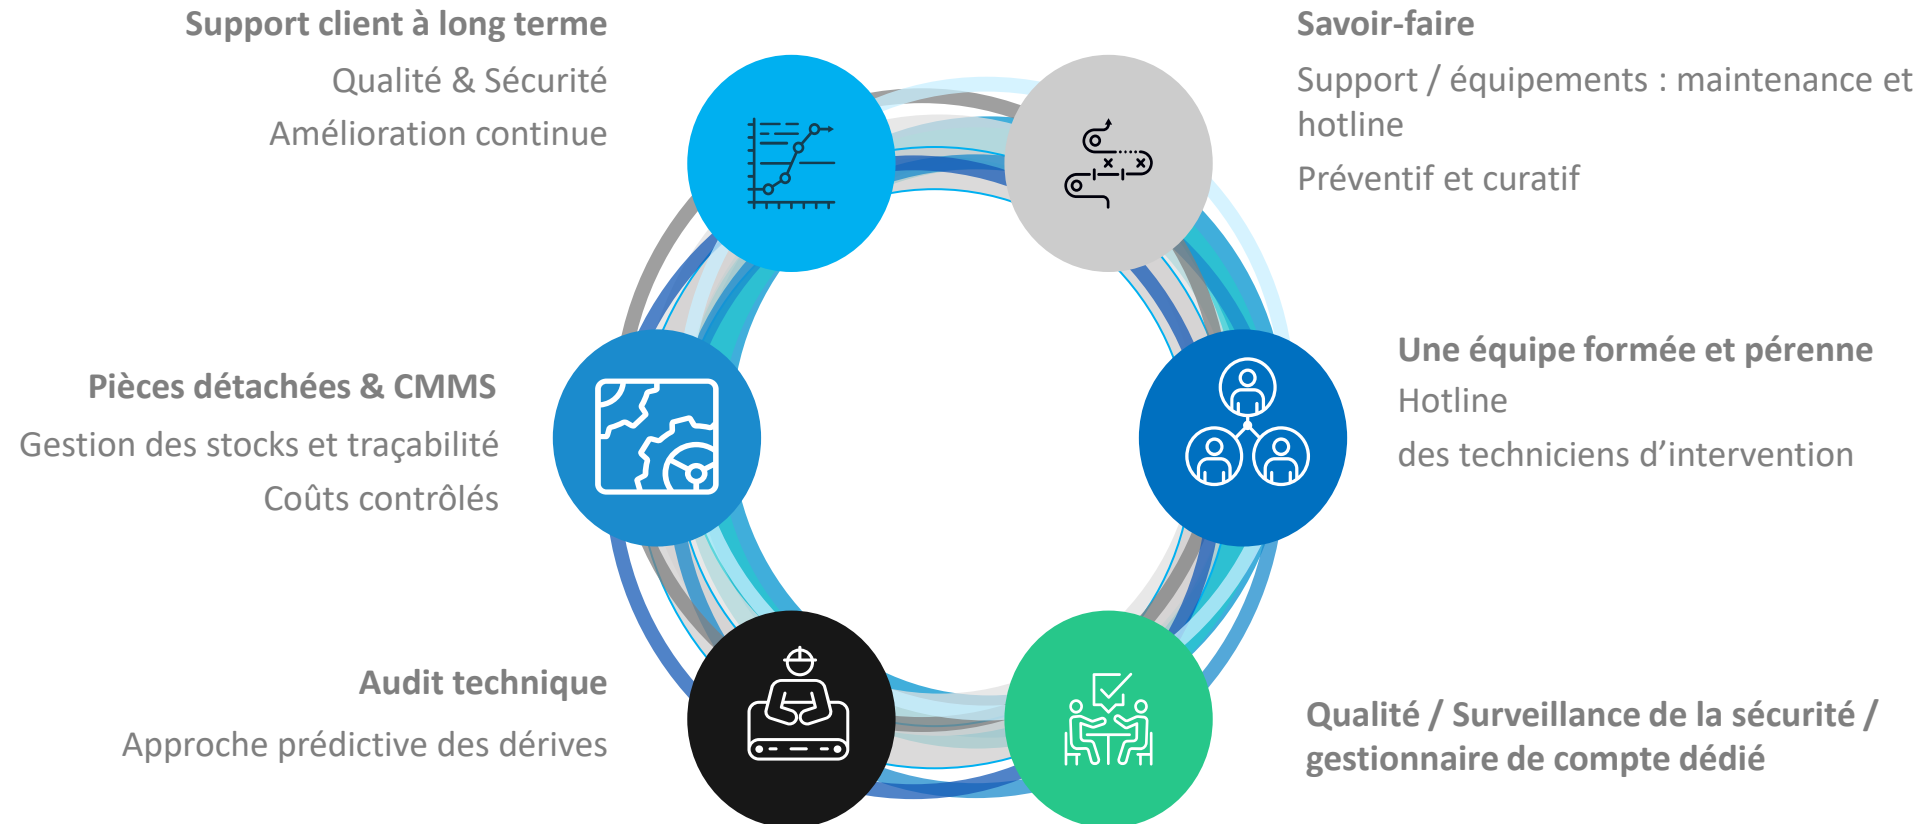 Support client à long terme
Qualité & Sécurité
Amélioration continue
Savoir-faire
Support / équipements : maintenance et
hotline
Préventif et curatif
Pièces détachées & CMMS
Gestion des stocks et traçabilité
Coûts contrôlés
Une équipe formée et pérenne
Hotline
des techniciens d’intervention
Audit technique
Approche prédictive des dérives
Qualité / Surveillance de la sécurité /
gestionnaire de compte dédié